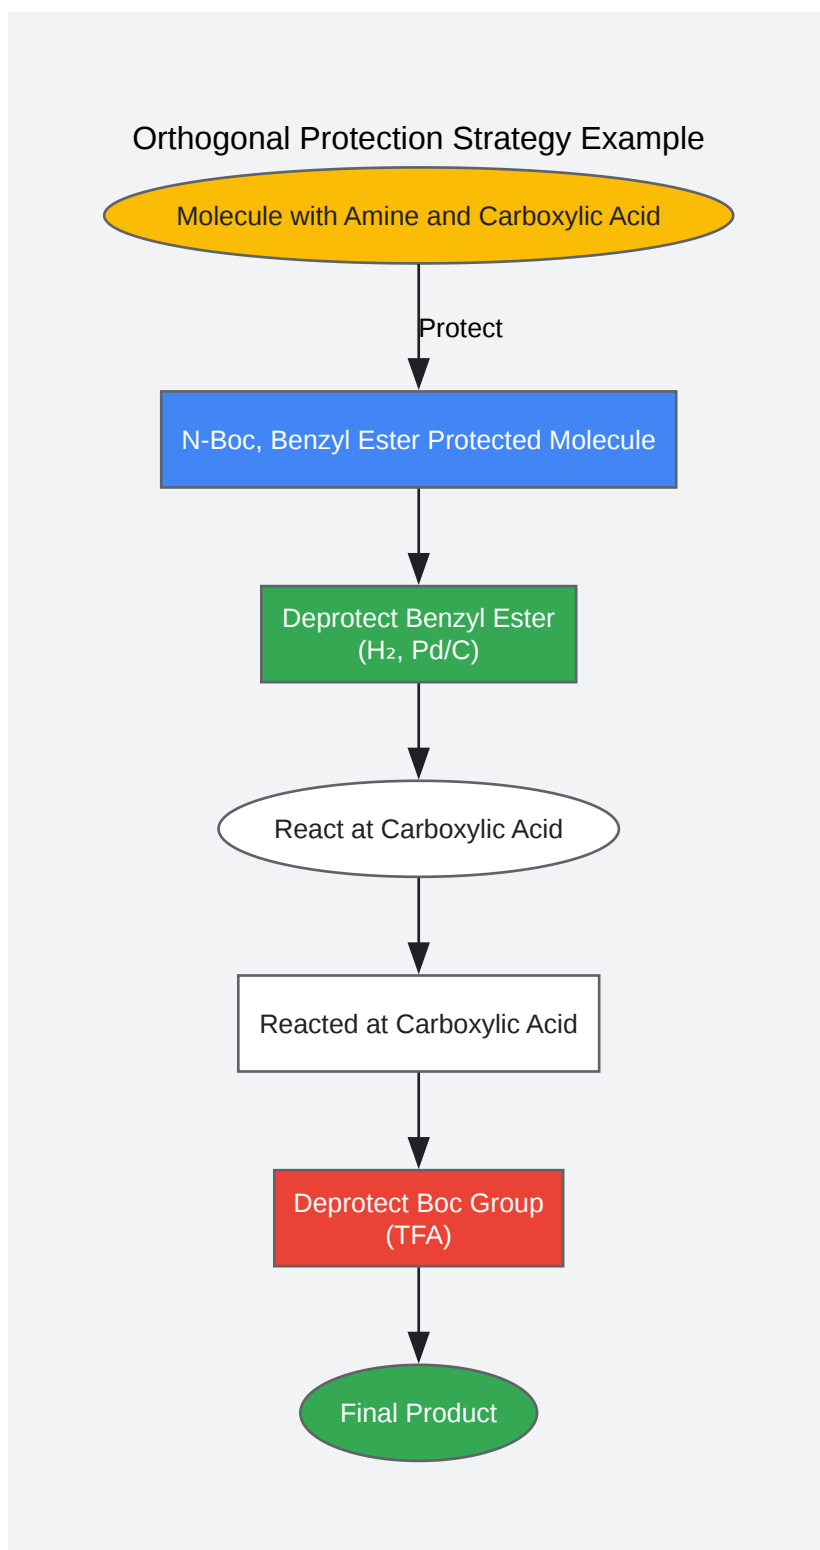 Orthogonal Protection Strategy Example
Molecule with Amine and Carboxylic Acid
Protect
N-Boc, Benzyl Ester Protected Molecule
Deprotect Benzyl Ester
(H₂, Pd/C)
React at Carboxylic Acid
Reacted at Carboxylic Acid
Deprotect Boc Group
(TFA)
Final Product